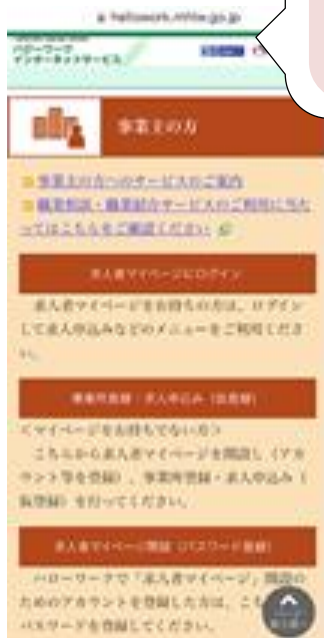 hellowork.mhlw.go.jp
ハローワーク
インターネットサービス
事業主の方
事業主の方へのサービスのご案内
職業相談・職業紹介サービスのご利用に当た
ってはこちらをご確認ください
求人者マイページにログイン
求人者マイページをお持ちの方は、ログイン
して求人申込みなどのメニューをご利用くださ
い。
事業所登録・求人申込み（仮登録）
＜マイページをお持ちでない方＞
こちらから求人者マイページを開設し（アカ
ウント等を登録）、事業所登録・求人申込み（
仮登録）を行ってください。
求人者マイページ開設（パスワード登録）
ハローワークで「求人者マイページ」開設の
ためのアカウントを登録した方は、こち
パスワードを登録してください。